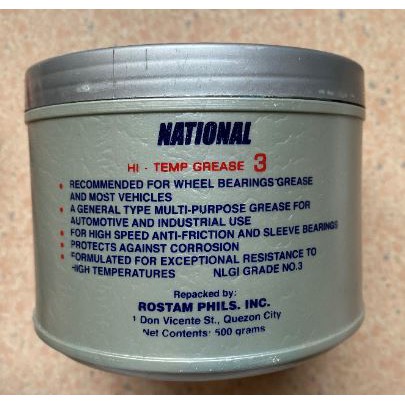 NATIONAL
HI - TEMP GREASE 3
• RECOMMENDED FOR WHEEL BEARINGS GREASE
AND MOST VEHICLES
• A GENERAL TYPE MULTI-PURPOSE GREASE FOR
AUTOMOTIVE AND INDUSTRIAL USE
• FOR HIGH SPEED ANTI-FRICTION AND SLEEVE BEARINGS
• PROTECTS AGAINST CORROSION
• FORMULATED FOR EXCEPTIONAL RESISTANCE TO
HIGH TEMPERATURES NLGI GRADE NO.3
Repacked by:
ROSTAM PHILS. INC.
1 Don Vicente St., Quezon City
Net Contents: 500 grams